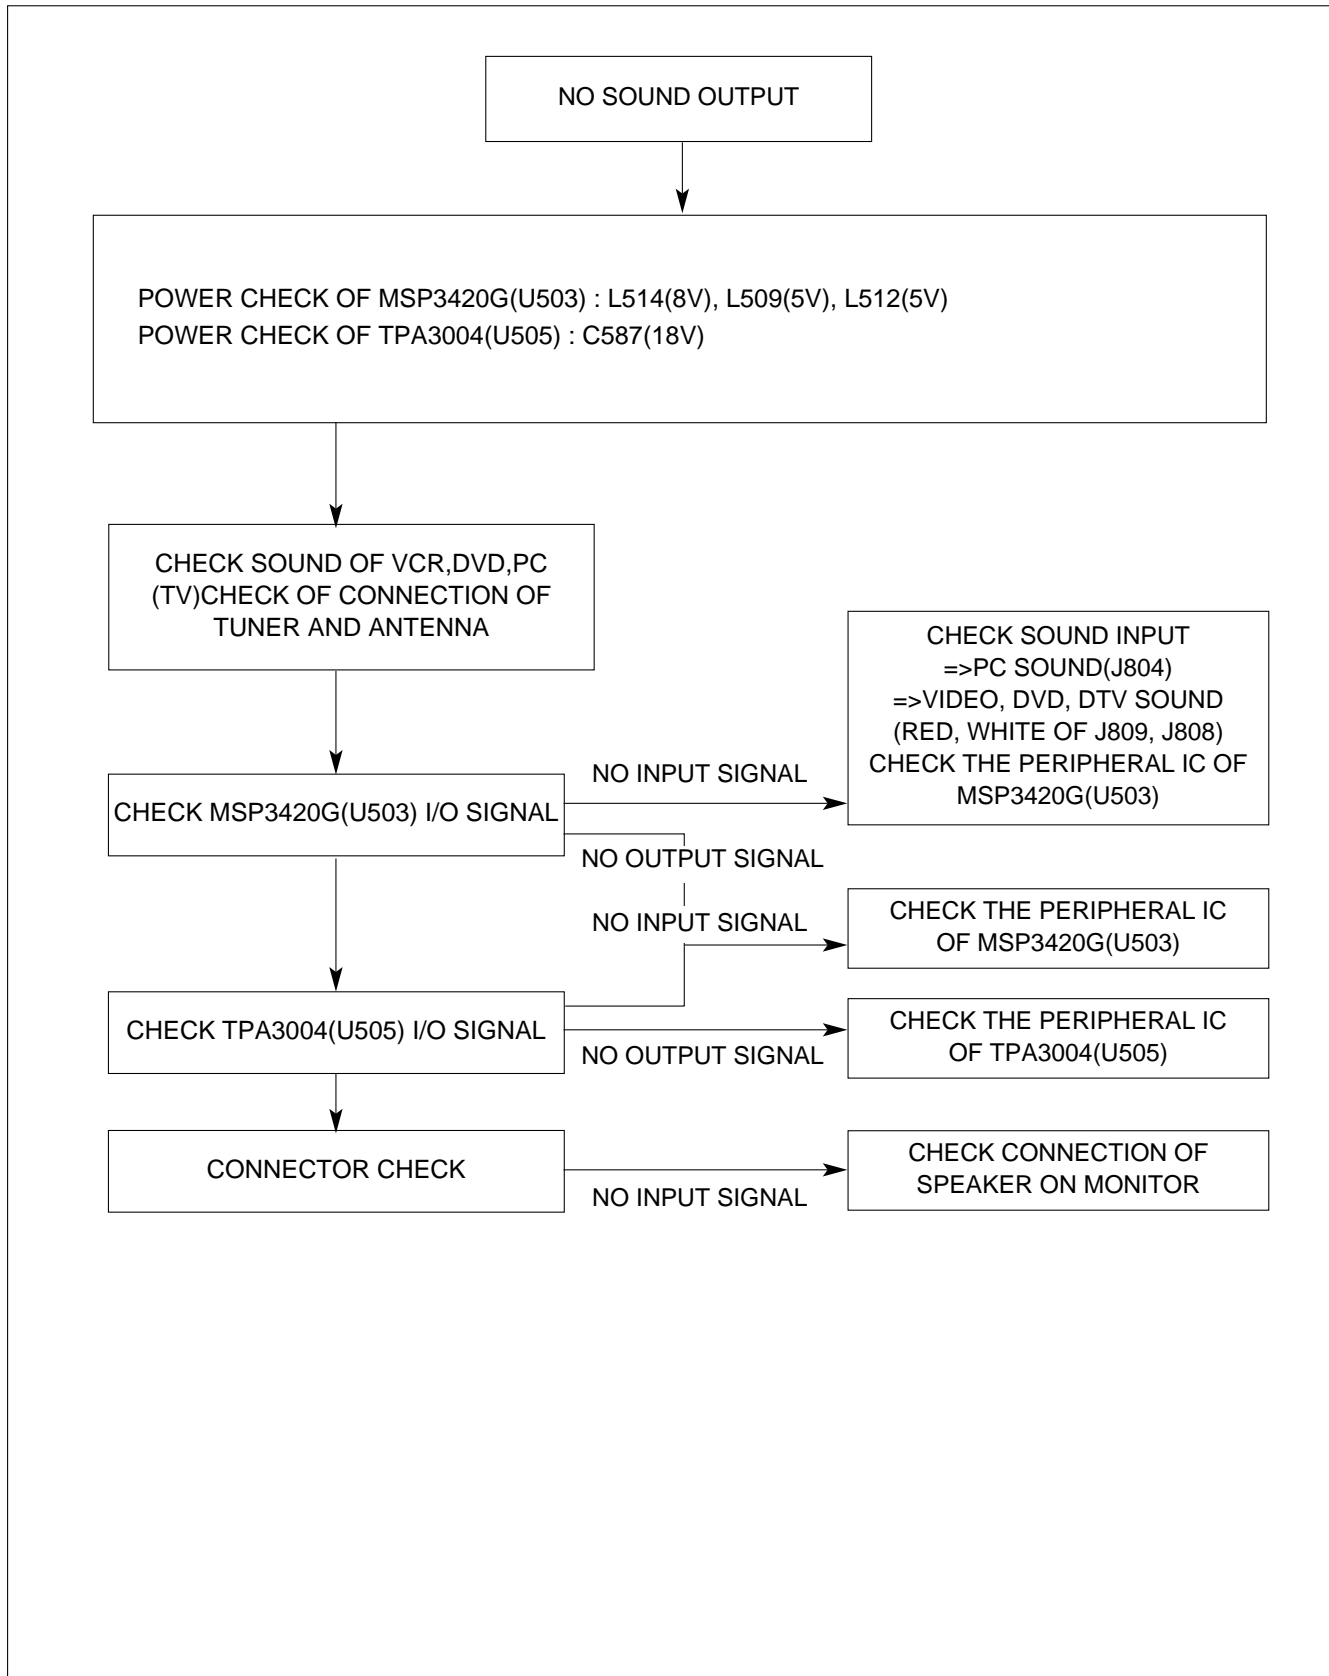 NO SOUND OUTPUT
POWER CHECK OF MSP3420G(U503) : L514(8V), L509(5V), L512(5V)
POWER CHECK OF TPA3004(U505) : C587(18V)
CHECK SOUND OF VCR,DVD,PC
(TV)CHECK OF CONNECTION OF
TUNER AND ANTENNA
CHECK MSP3420G(U503) I/O SIGNAL
NO INPUT SIGNAL
CHECK SOUND INPUT
=>PC SOUND(J804)
=>VIDEO, DVD, DTV SOUND
(RED, WHITE OF J809, J808)
CHECK THE PERIPHERAL IC OF
MSP3420G(U503)
NO OUTPUT SIGNAL
NO INPUT SIGNAL
CHECK THE PERIPHERAL IC
OF MSP3420G(U503)
CHECK TPA3004(U505) I/O SIGNAL
NO OUTPUT SIGNAL
CHECK THE PERIPHERAL IC
OF TPA3004(U505)
CONNECTOR CHECK
NO INPUT SIGNAL
CHECK CONNECTION OF
SPEAKER ON MONITOR